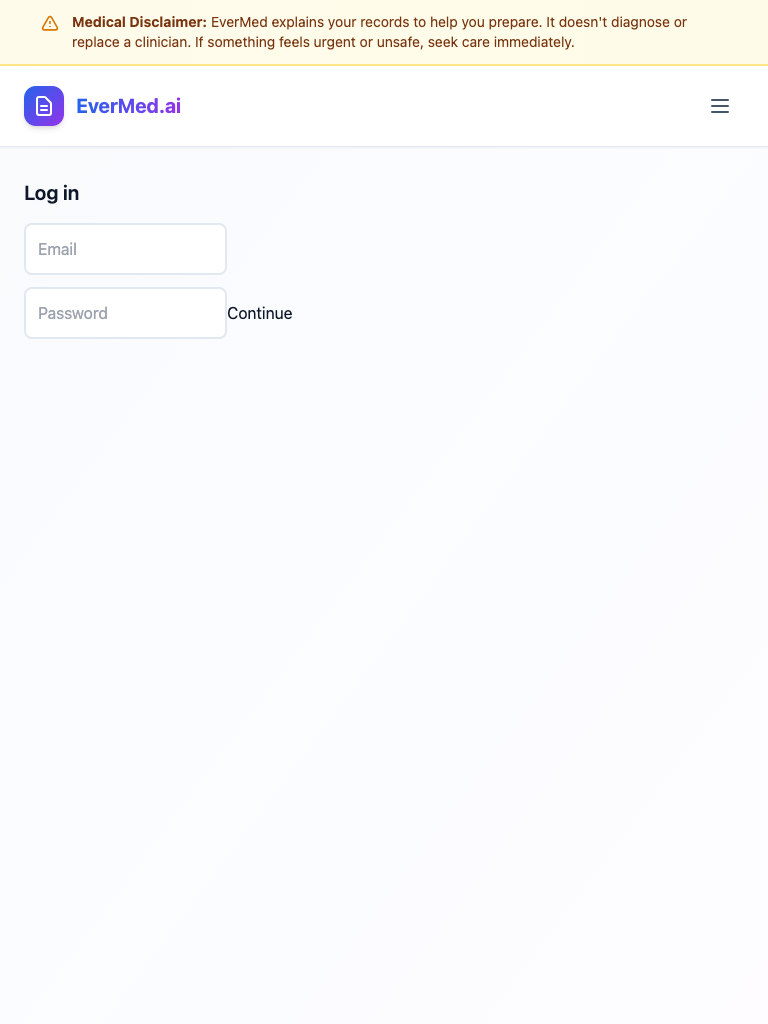 Medical Disclaimer: EverMed explains your records to help you prepare. It doesn't diagnose or
replace a clinician. If something feels urgent or unsafe, seek care immediately.
EverMed.ai
Log in
Email
Password
Continue